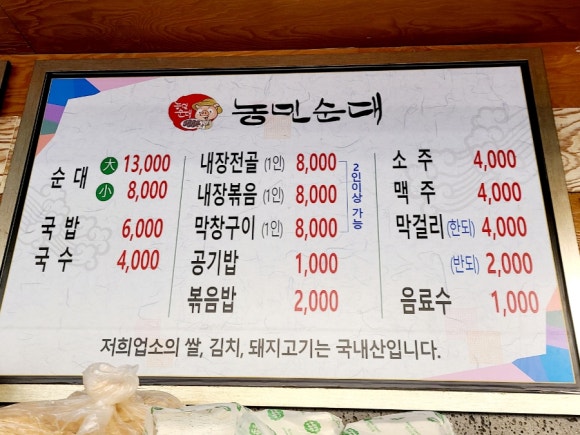 농민순대
순대 大 13,000
小 8,000
국밥 6,000
국수 4,000
내장전골 (1인) 8,000
내장볶음 (1인) 8,000
막창구이 (1인) 8,000
2인이상 가능
공기밥 1,000
볶음밥 2,000
소주 4,000
맥주 4,000
막걸리 (한되) 4,000
(반되) 2,000
음료수 1,000
저희업소의 쌀, 김치, 돼지고기는 국내산입니다.